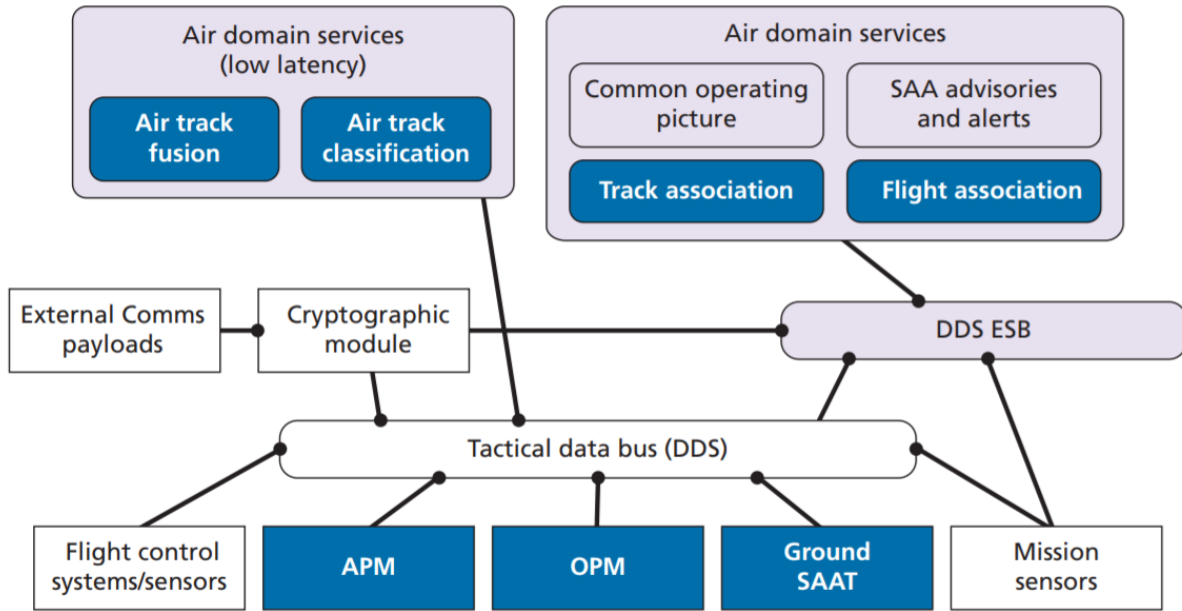 Air domain services
(low latency)
Air track
fusion
Air track
classification
Air domain services
Common operating
picture
SAA advisories
and alerts
Track association
Flight association
External Comms
payloads
Cryptographic
module
DDS ESB
Tactical data bus (DDS)
Flight control
systems/sensors
APM
OPM
Ground
SAAT
Mission
sensors